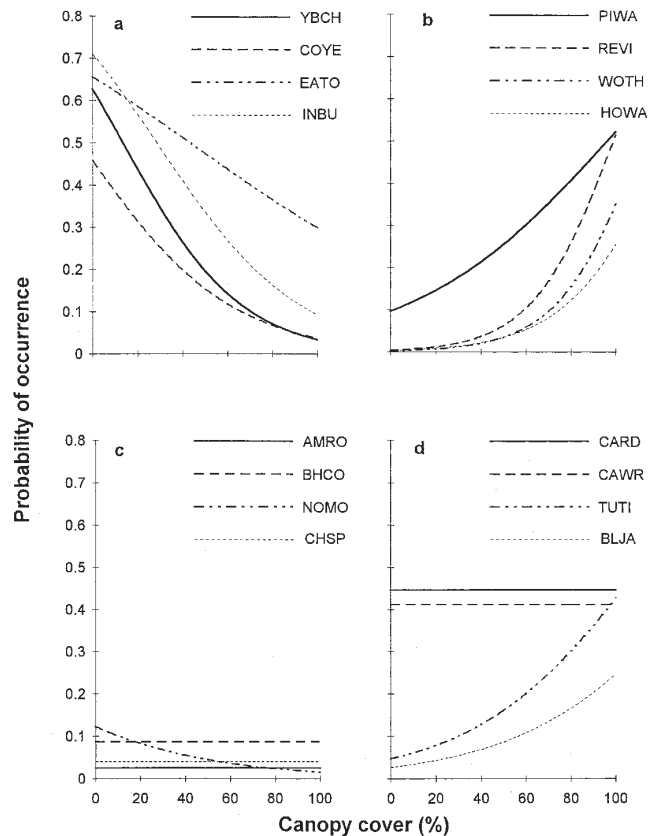 a
YBCH
COYE
EATO
INBU
0.8
0.7
0.6
0.5
0.4
0.3
0.2
0.1
0
b
PIWA
REVI
WOTH
HOWA
Probability of occurrence
c
AMRO
BHCO
NOMO
CHSP
0.8
0.7
0.6
0.5
0.4
0.3
0.2
0.1
0
0 20 40 60 80 100
d
CARD
CAWR
TUTI
BLJA
0 20 40 60 80 100
Canopy cover (%)